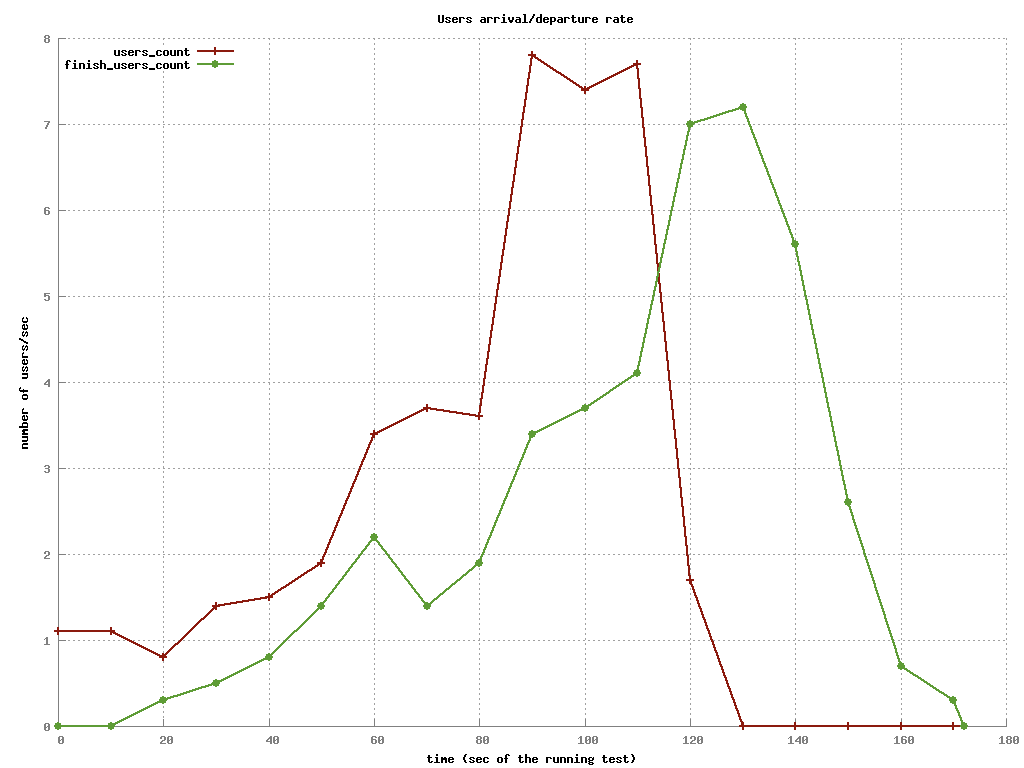 Users arrival/departure rate
users_count
finish_users_count
number of users/sec
8
7
6
5
4
3
2
1
0
0 20 40 60 80 100 120 140 160 180
time (sec of the running test)